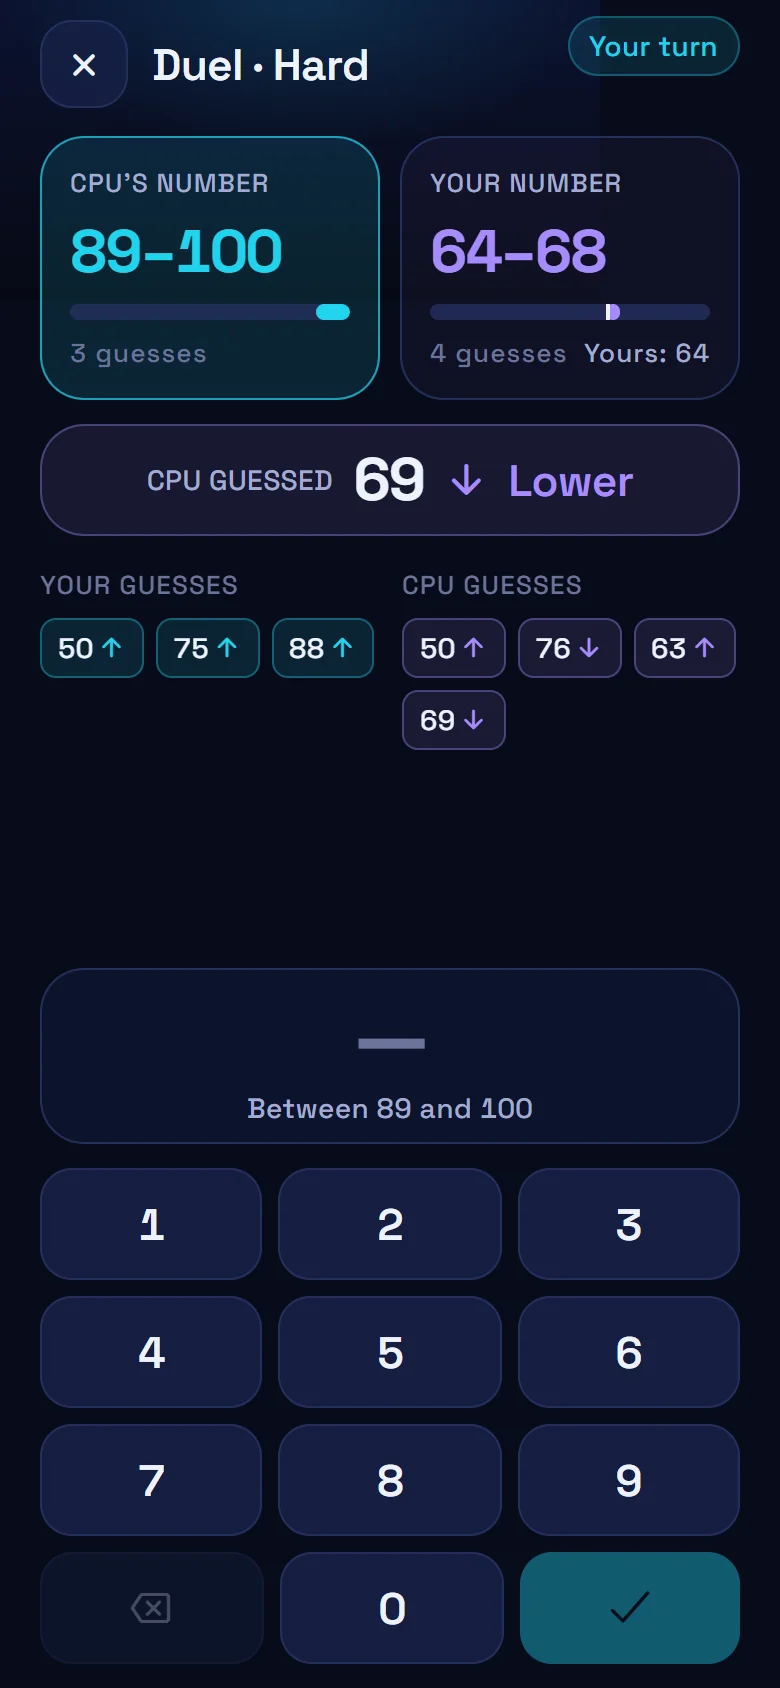 Duel · Hard
Your turn
CPU'S NUMBER
89–100
3 guesses
YOUR NUMBER
64–68
4 guesses Yours: 64
CPU GUESSED 69 ↓ Lower
YOUR GUESSES
50 ↑ 75 ↑ 88 ↑
CPU GUESSES
50 ↑ 76 ↓ 63 ↑
69 ↓
—
Between 89 and 100
1 2 3
4 5 6
7 8 9
0